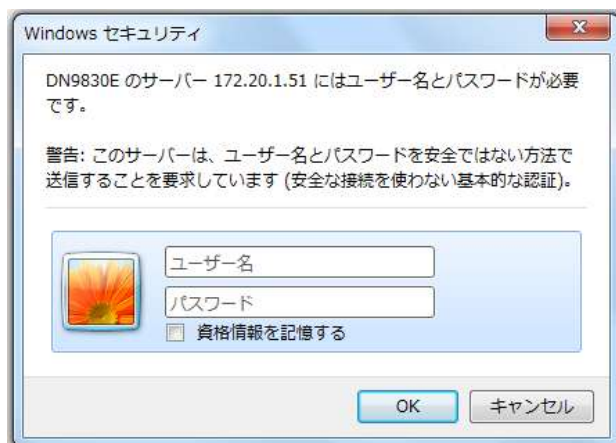 Windows セキュリティ
DN9830E のサーバー 172.20.1.51 にはユーザー名とパスワードが必要
です。
警告: このサーバーは、ユーザー名とパスワードを安全ではない方法で
送信することを要求しています (安全な接続を使わない基本的な認証)。
ユーザー名
パスワード
資格情報を記憶する
OK
キャンセル